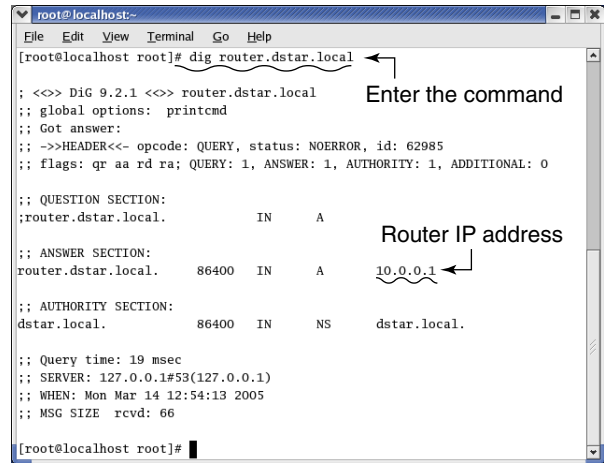 root@localhost:~
File Edit View Terminal Go Help
[root@localhost root]# dig router.dstar.local
Enter the command
; <<>> DiG 9.2.1 <<>> router.dstar.local
;; global options:  printcmd
;; Got answer:
;; ->>HEADER<<- opcode: QUERY, status: NOERROR, id: 62985
;; flags: qr aa rd ra; QUERY: 1, ANSWER: 1, AUTHORITY: 1, ADDITIONAL: 0
;; QUESTION SECTION:
;router.dstar.local. IN A
Router IP address
;; ANSWER SECTION:
router.dstar.local. 86400 IN A 10.0.0.1
;; AUTHORITY SECTION:
dstar.local. 86400 IN NS dstar.local.
;; Query time: 19 msec
;; SERVER: 127.0.0.1#53(127.0.0.1)
;; WHEN: Mon Mar 14 12:54:13 2005
;; MSG SIZE  rcvd: 66
[root@localhost root]#